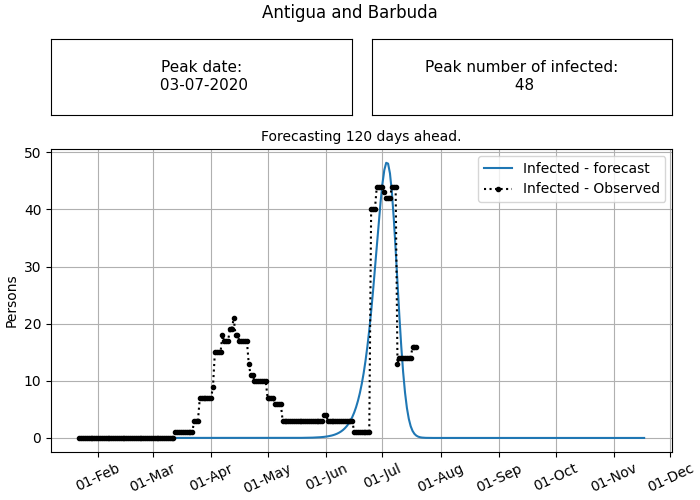 Antigua and Barbuda
Peak date:
03-07-2020
Peak number of infected:
48
Forecasting 120 days ahead.
Infected - forecast
Infected - Observed
Persons
50
40
30
20
10
0
01-Feb
01-Mar
01-Apr
01-May
01-Jun
01-Jul
01-Aug
01-Sep
01-Oct
01-Nov
01-Dec